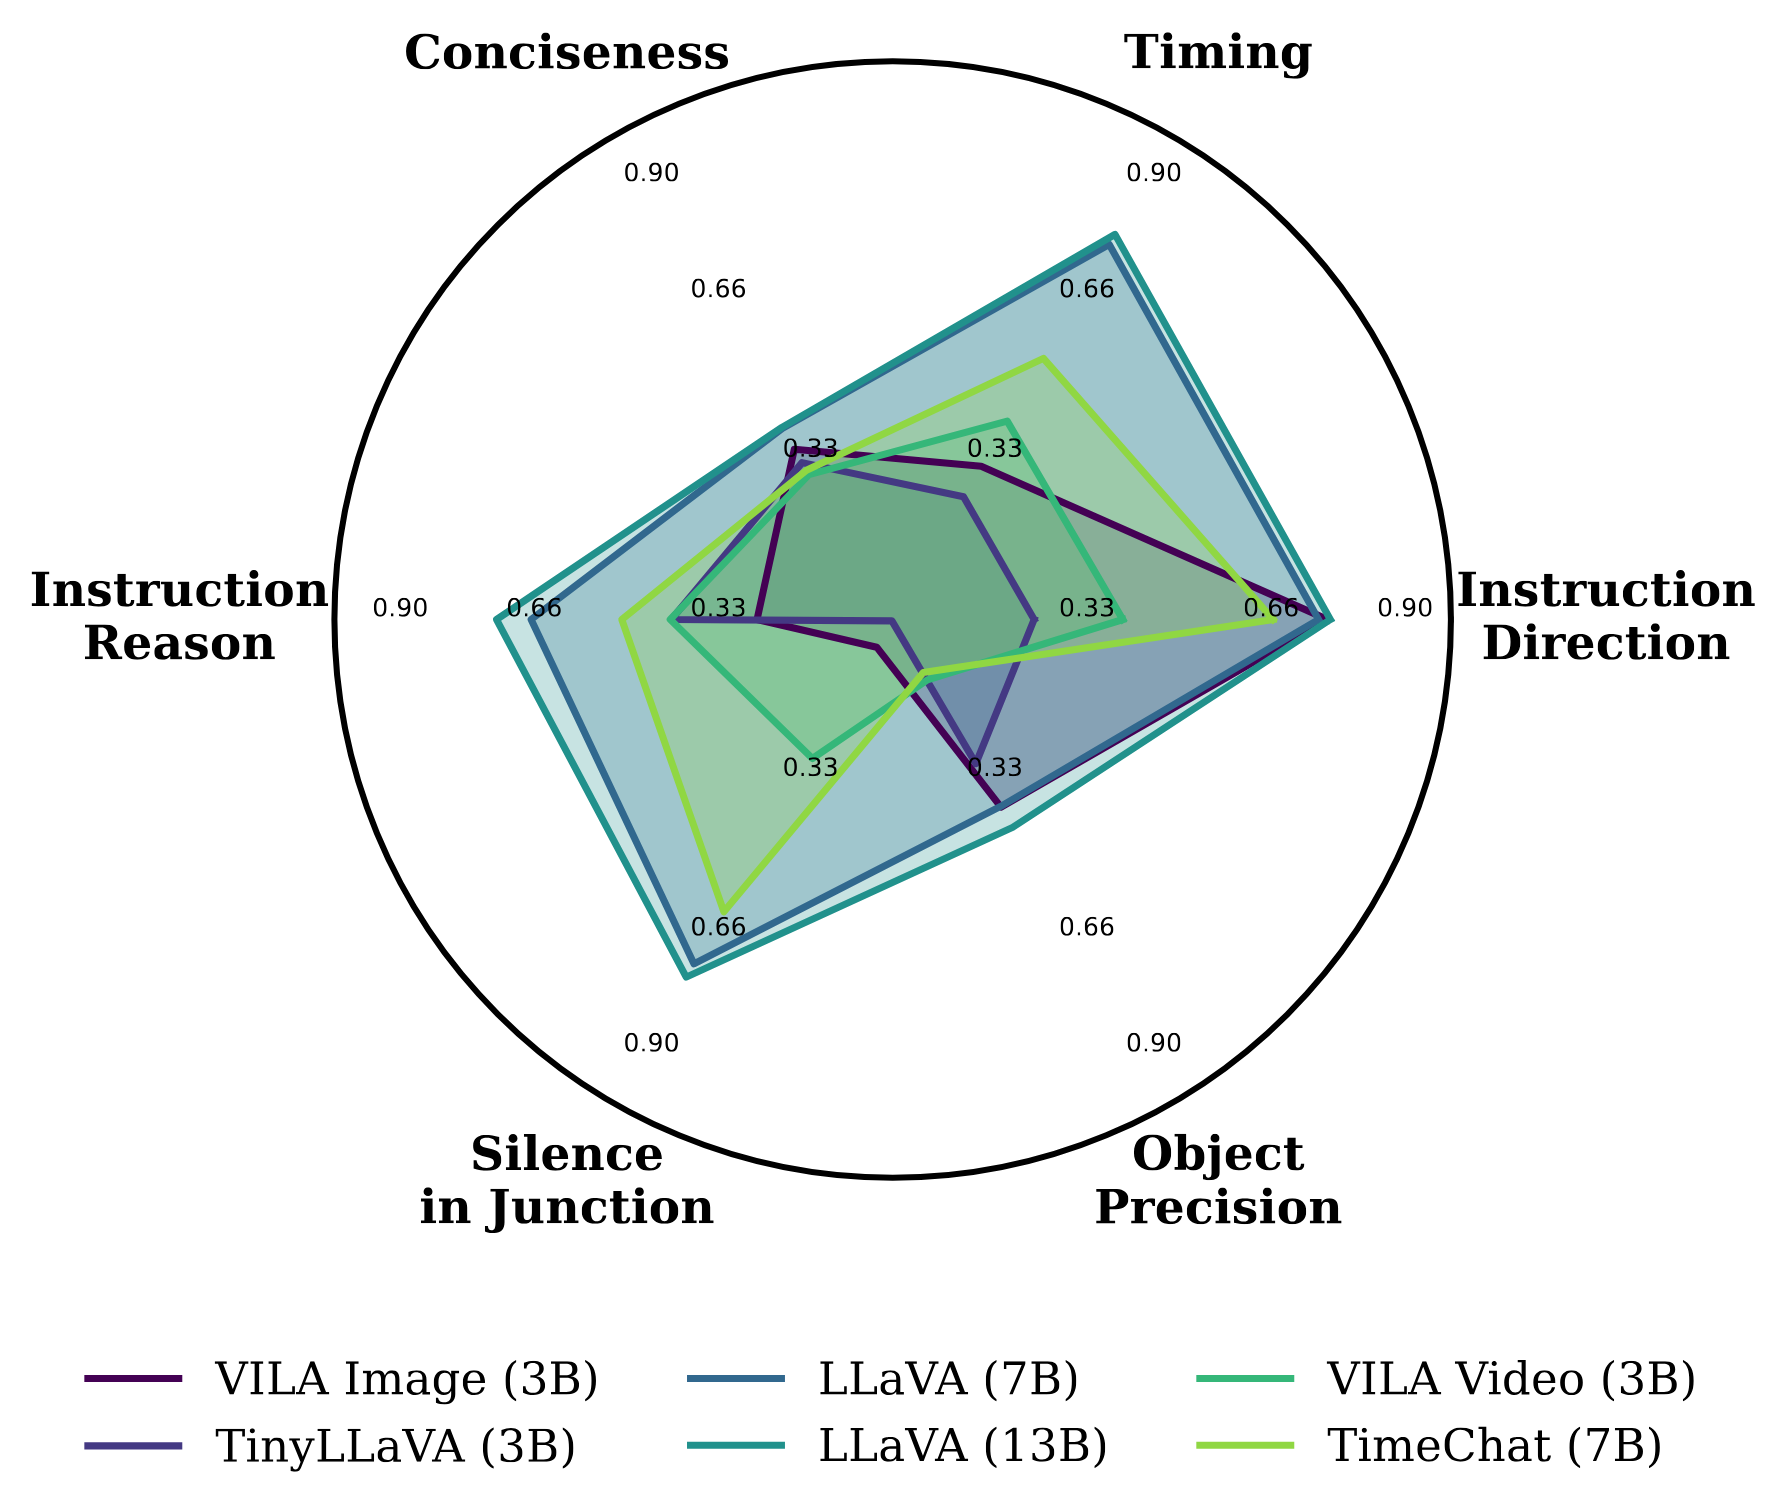 Conciseness
Timing
0.90
0.90
0.66
0.66
0.33
0.33
Instruction
Reason
0.90
0.66
0.33
0.33
0.66
0.90
Instruction
Direction
0.33
0.33
0.66
0.66
0.90
0.90
Silence
in Junction
Object
Precision
VILA Image (3B)
LLaVA (7B)
VILA Video (3B)
TinyLLaVA (3B)
LLaVA (13B)
TimeChat (7B)